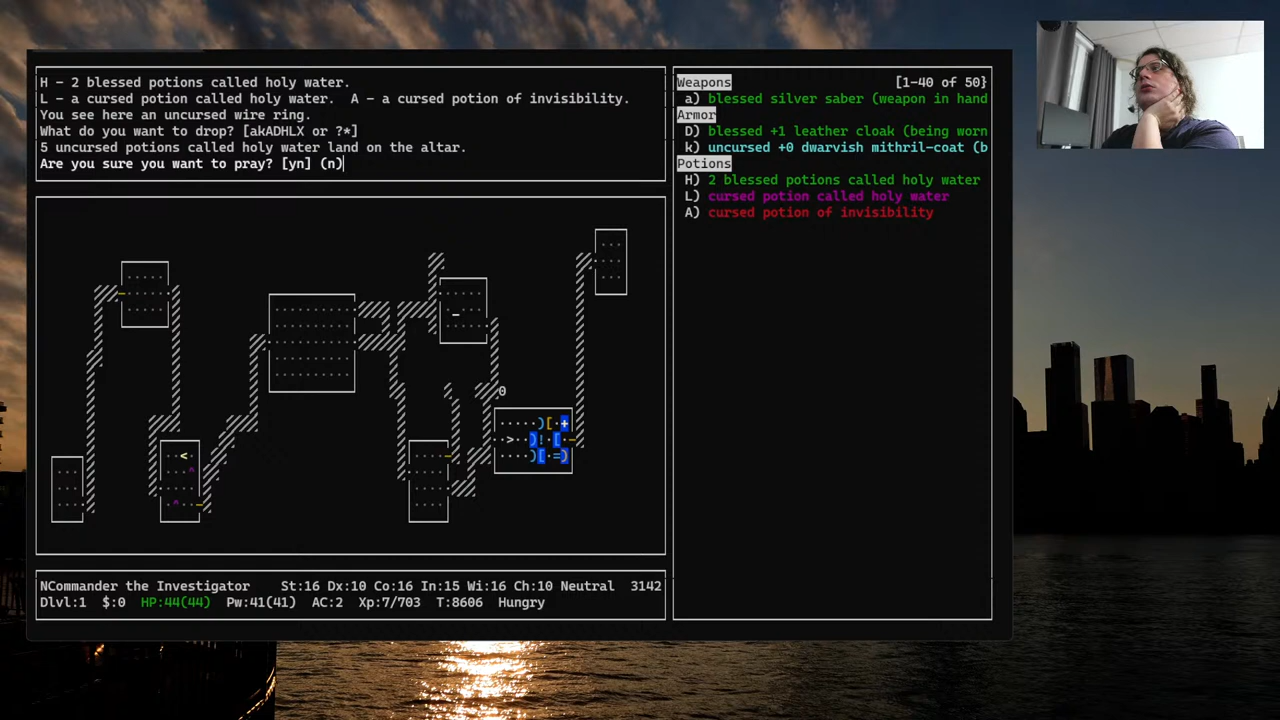 H - 2 blessed potions called holy water.
L - a cursed potion called holy water.  A - a cursed potion of invisibility.
You see here an uncursed wire ring.
What do you want to drop? [akADHLX or ?*]
5 uncursed potions called holy water land on the altar.
Are you sure you want to pray? [yn] (n)
Weapons [1-40 of 50}
a) blessed silver saber (weapon in hand
Armor
D) blessed +1 leather cloak (being worn
k) uncursed +0 dwarvish mithril-coat (b
Potions
H) 2 blessed potions called holy water
L) cursed potion called holy water
A) cursed potion of invisibility
NCommander the Investigator St:16 Dx:10 Co:16 In:15 Wi:16 Ch:10 Neutral 3142
Dlvl:1 $:0 HP:44(44) Pw:41(41) AC:2 Xp:7/703 T:8606 Hungry